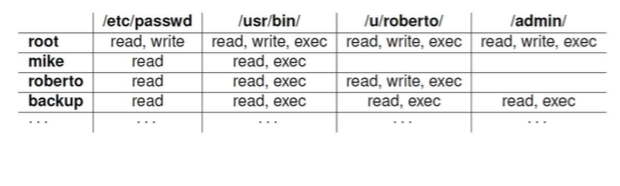 /etc/passwd /usr/bin/ /u/roberto/ /admin/
root read, write read, write, exec read, write, exec read, write, exec
mike read read, exec
roberto read read, exec read, write, exec
backup read read, exec read, exec read, exec
... ... ... ... ...